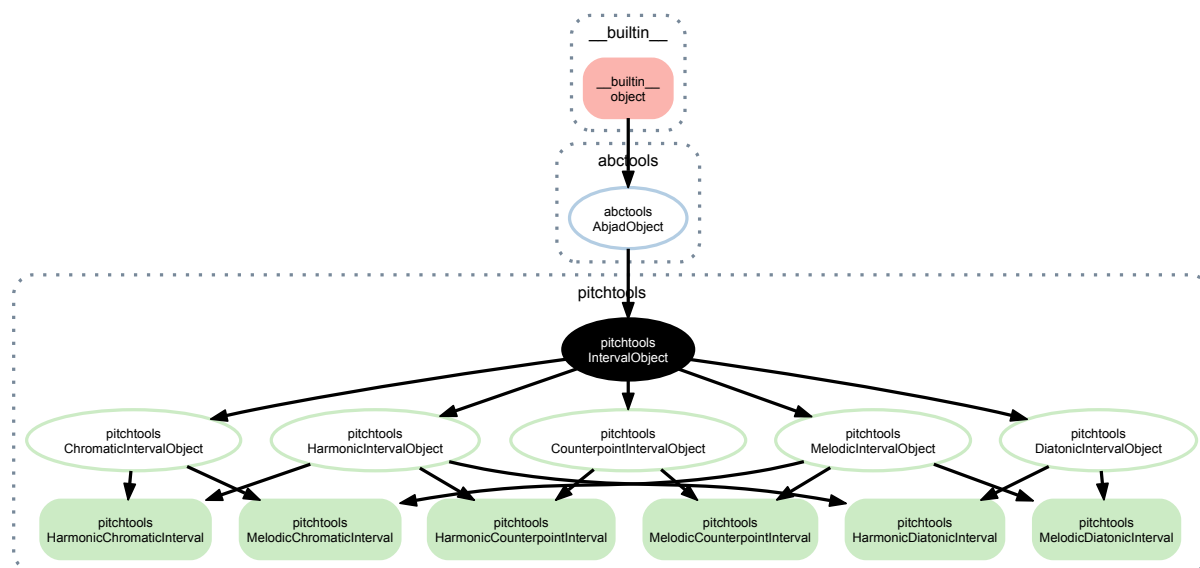 __builtin__
__builtin__
object
abctools
abctools
AbjadObject
pitchtools
pitchtools
IntervalObject
pitchtools
ChromaticIntervalObject
pitchtools
HarmonicIntervalObject
pitchtools
CounterpointIntervalObject
pitchtools
MelodicIntervalObject
pitchtools
DiatonicIntervalObject
pitchtools
HarmonicChromaticInterval
pitchtools
MelodicChromaticInterval
pitchtools
HarmonicCounterpointInterval
pitchtools
MelodicCounterpointInterval
pitchtools
HarmonicDiatonicInterval
pitchtools
MelodicDiatonicInterval